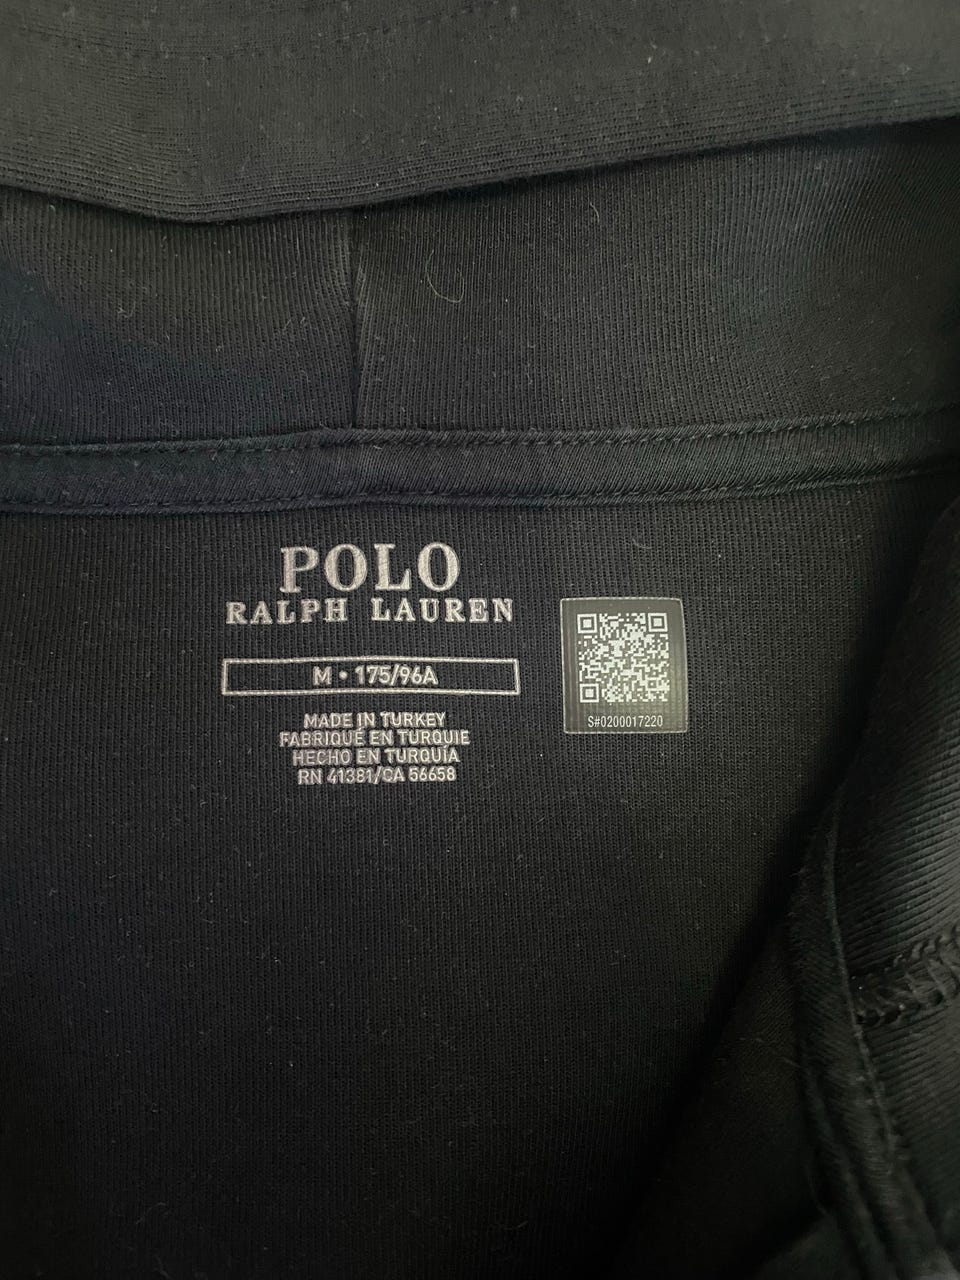 POLO
RALPH LAUREN
M • 175/96A
MADE IN TURKEY
FABRIQUÉ EN TURQUIE
HECHO EN TURQUÍA
RN 41381/CA 56658
S#0200017220